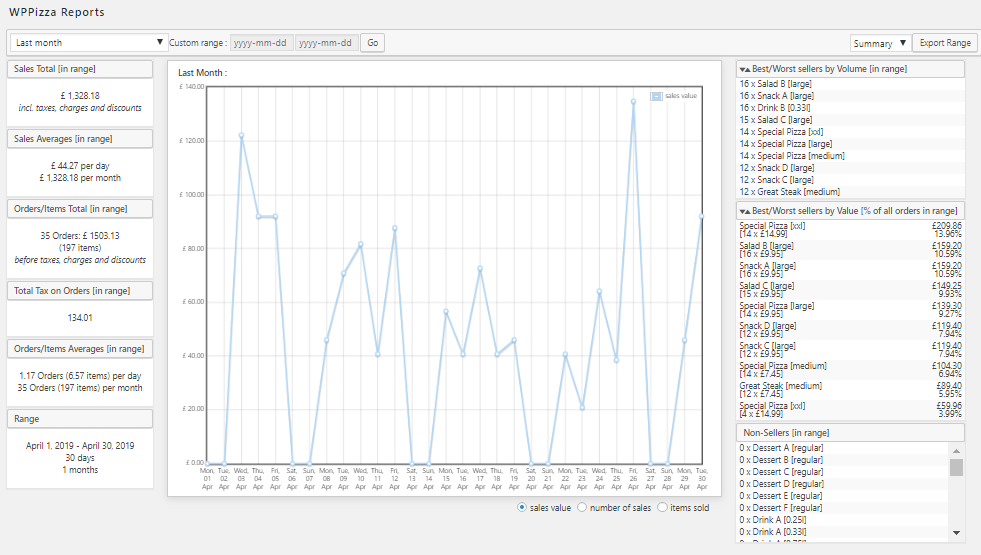 WPPizza Reports
Last month
Custom range :
yyyy-mm-dd
yyyy-mm-dd
Go
Summary
Export Range
Sales Total [in range]
£ 1,328.18
incl. taxes, charges and discounts
Sales Averages [in range]
£ 44.27 per day
£ 1,328.18 per month
Orders/Items Total [in range]
35 Orders: £ 1503.13
(197 items)
before taxes, charges and discounts
Total Tax on Orders [in range]
134.01
Orders/Items Averages [in range]
1.17 Orders (6.57 items) per day
35 Orders (197 items) per month
Range
April 1, 2019 - April 30, 2019
30 days
1 months
Last Month :
sales value
£ 140.00
£ 120.00
£ 100.00
£ 80.00
£ 60.00
£ 40.00
£ 20.00
£ 0.00
Mon, Tue, Wed, Thu, Fri, Sat, Sun, Mon, Tue, Wed, Thu, Fri, Sat, Sun, Mon, Tue, Wed, Thu, Fri, Sat, Sun, Mon, Tue, Wed, Thu, Fri, Sat, Sun, Mon, Tue,
01 02 03 04 05 06 07 08 09 10 11 12 13 14 15 16 17 18 19 20 21 22 23 24 25 26 27 28 29 30
Apr Apr Apr Apr Apr Apr Apr Apr Apr Apr Apr Apr Apr Apr Apr Apr Apr Apr Apr Apr Apr Apr Apr Apr Apr Apr Apr Apr Apr Apr
sales value
number of sales
items sold
Best/Worst sellers by Volume [in range]
16 x Salad B [large]
16 x Snack A [large]
16 x Drink B [0.33l]
15 x Salad C [large]
14 x Special Pizza [xxl]
14 x Special Pizza [large]
14 x Special Pizza [medium]
12 x Snack D [large]
12 x Snack C [large]
12 x Great Steak [medium]
Best/Worst sellers by Value [% of all orders in range]
Special Pizza [xxl] £209.86
[14 x £14.99] 13.96%
Salad B [large] £159.20
[16 x £9.95] 10.59%
Snack A [large] £159.20
[16 x £9.95] 10.59%
Salad C [large] £149.25
[15 x £9.95] 9.93%
Special Pizza [large] £139.30
[14 x £9.95] 9.27%
Snack D [large] £119.40
[12 x £9.95] 7.94%
Snack C [large] £119.40
[12 x £9.95] 7.94%
Special Pizza [medium] £104.30
[14 x £7.45] 6.94%
Great Steak [medium] £89.40
[12 x £7.45] 5.95%
Special Pizza [xxl] £59.96
[4 x £14.99] 3.99%
Non-Sellers [in range]
0 x Dessert A [regular]
0 x Dessert B [regular]
0 x Dessert C [regular]
0 x Dessert D [regular]
0 x Dessert E [regular]
0 x Dessert F [regular]
0 x Drink A [0.25l]
0 x Drink A [0.33l]